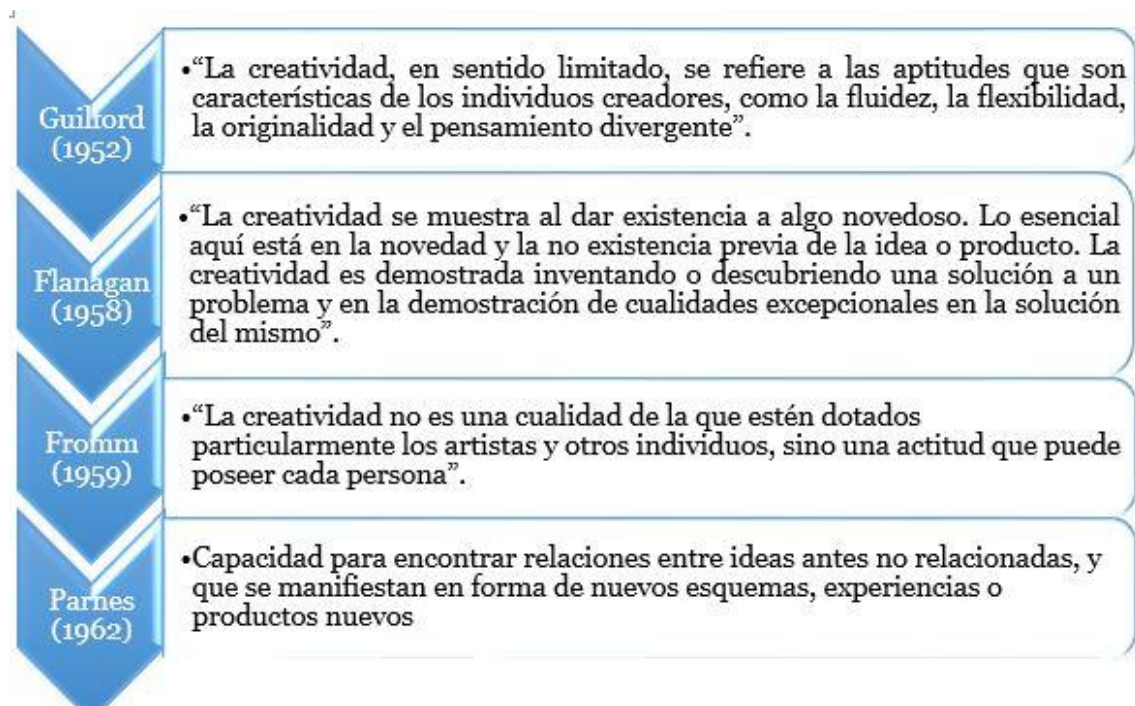 Guilford
(1952)
•“La creatividad, en sentido limitado, se refiere a las aptitudes que son
características de los individuos creadores, como la fluidez, la flexibilidad,
la originalidad y el pensamiento divergente”.
Flanagan
(1958)
•“La creatividad se muestra al dar existencia a algo novedoso. Lo esencial
aquí está en la novedad y la no existencia previa de la idea o producto. La
creatividad es demostrada inventando o descubriendo una solución a un
problema y en la demostración de cualidades excepcionales en la solución
del mismo”.
Fromm
(1959)
•“La creatividad no es una cualidad de la que estén dotados
particularmente los artistas y otros individuos, sino una actitud que puede
poseer cada persona”.
Parnes
(1962)
•Capacidad para encontrar relaciones entre ideas antes no relacionadas, y
que se manifiestan en forma de nuevos esquemas, experiencias o
productos nuevos